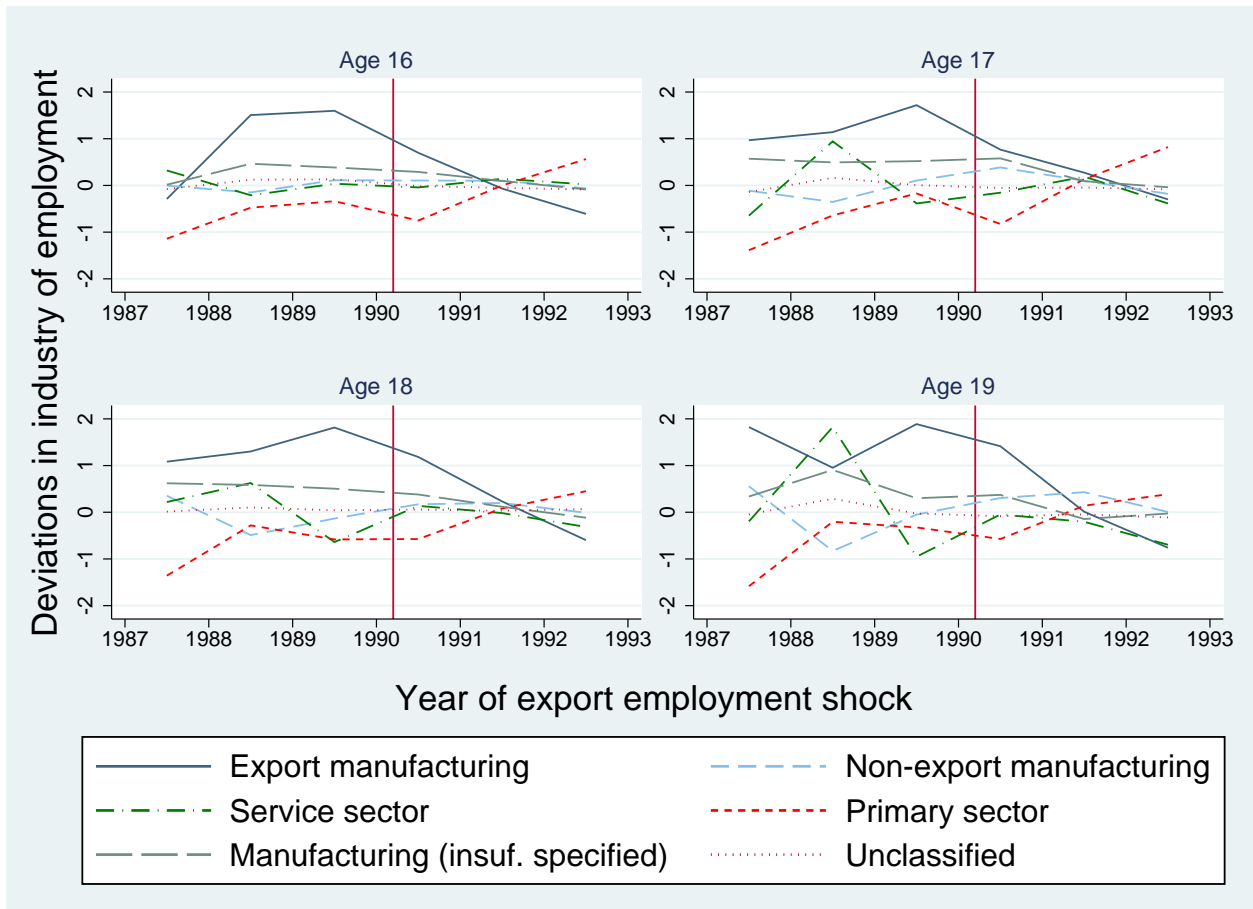 Deviations in industry of employment
Age 16
2
1
0
-1
-2
1987 1988 1989 1990 1991 1992 1993
Age 17
2
1
0
-1
-2
1987 1988 1989 1990 1991 1992 1993
Age 18
2
1
0
-1
-2
1987 1988 1989 1990 1991 1992 1993
Age 19
2
1
0
-1
-2
1987 1988 1989 1990 1991 1992 1993
Year of export employment shock
Export manufacturing
Non-export manufacturing
Service sector
Primary sector
Manufacturing (insuf. specified)
Unclassified